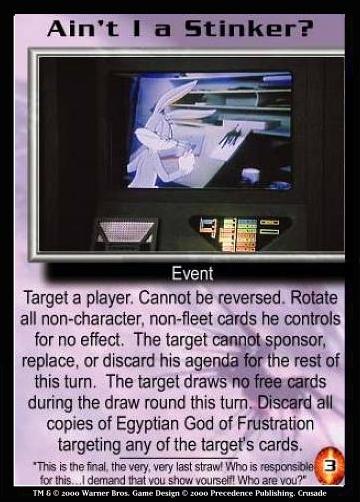 Ain't I a Stinker?
Event
Target a player. Cannot be reversed. Rotate
all non-character, non-fleet cards he controls
for no effect. The target cannot sponsor,
replace, or discard his agenda for the rest of
this turn. The target draws no free cards
during the draw round this turn. Discard all
copies of Egyptian God of Frustration
targeting any of the target's cards.
"This is the final, the very, very last straw! Who is responsible
for this…I demand that you show yourself! Who are you?"
3
TM & © 2000 Warner Bros. Game Design © 2000 Precedence Publishing. Crusade